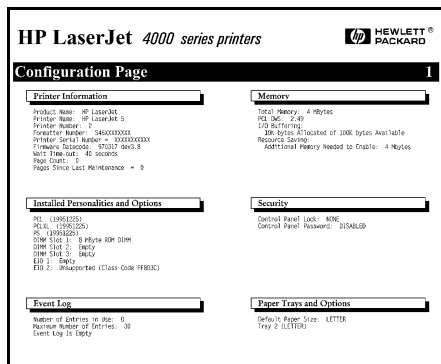 HP LaserJet 4000 series printers
hp HEWLETT®
PACKARD
Configuration Page 1
Printer Information
Product Name: HP LaserJet
Printer Name: HP LaserJet 5
Printer Number: 2
Formatter Number: S46XXXXXXX
Printer Serial Number = XXXXXXXXXXX
Firmware Datecode: 970317 dev3.8
Wait Time-out: 40 seconds
Page Count: 0
Pages Since Last Maintenance = 0
Memory
Total Memory: 4 MBytes
PCL DWS: 2.49
I/O Buffering:
10K bytes Allocated of 100K bytes Available
Resource Saving:
Additional Memory Needed to Enable: 4 Mbytes
Installed Personalities and Options
PCL (19951225)
PCLXL (19951225)
PS (19951225)
DIMM Slot 1: 8 MByte ROM DIMM
DIMM Slot 2: Empty
DIMM Slot 3: Empty
EIO 1: Empty
EIO 2: Unsupported (Class Code FFB03C)
Security
Control Panel Lock: NONE
Control Panel Password: DISABLED
Event Log
Number of Entries in Use: 0
Maximum Number of Entries: 30
Event Log Is Empty
Paper Trays and Options
Default Paper Size: LETTER
Tray 2 (LETTER)